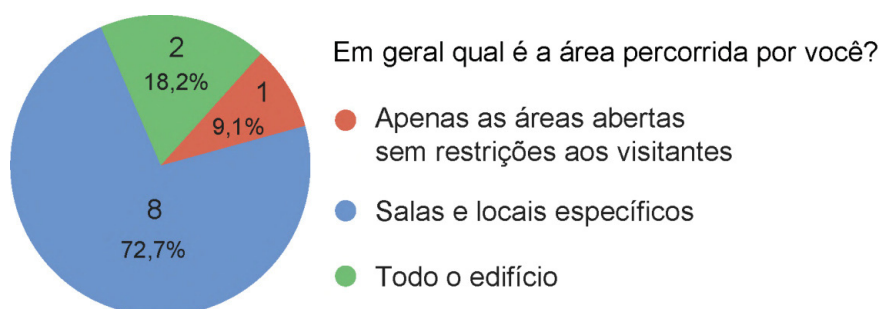 2
18,2%
1
9,1%
8
72,7%
Em geral qual é a área percorrida por você?
Apenas as áreas abertas
sem restrições aos visitantes
Salas e locais específicos
Todo o edifício